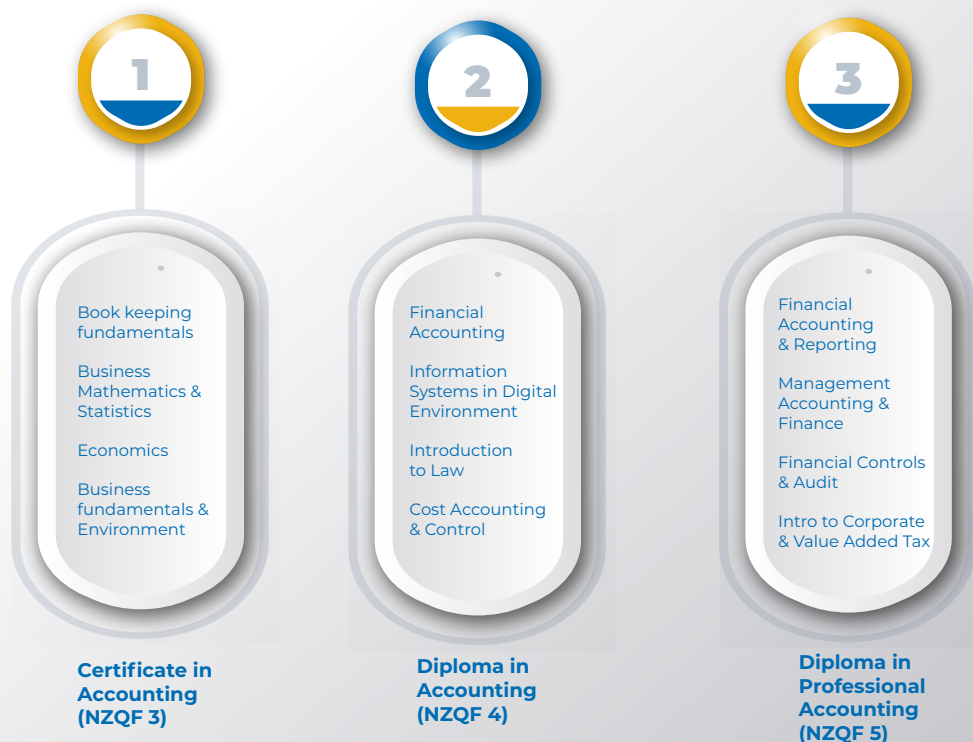 1
Book keeping
fundamentals
Business
Mathematics &
Statistics
Economics
Business
fundamentals &
Environment
Certificate in
Accounting
(NZQF 3)
2
Financial
Accounting
Information
Systems in Digital
Environment
Introduction
to Law
Cost Accounting
& Control
Diploma in
Accounting
(NZQF 4)
3
Financial
Accounting
& Reporting
Management
Accounting &
Finance
Financial Controls
& Audit
Intro to Corporate
& Value Added Tax
Diploma in
Professional
Accounting
(NZQF 5)